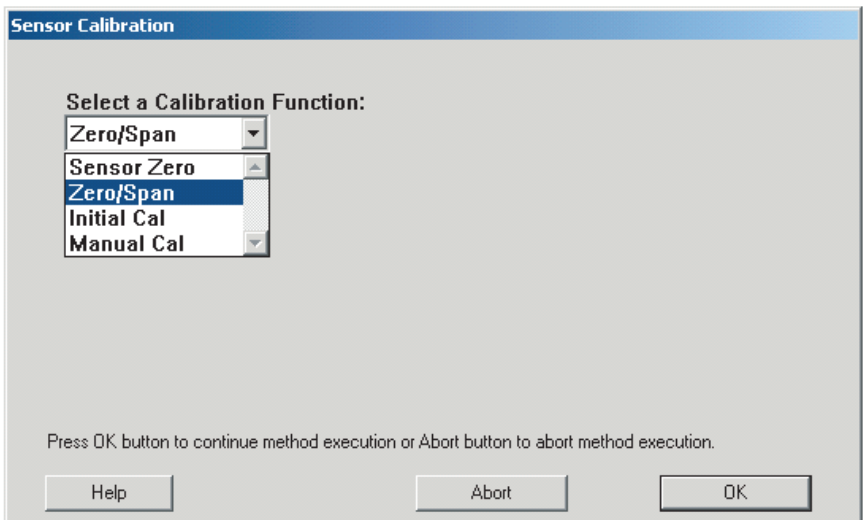 Sensor Calibration
Select a Calibration Function:
Zero/Span
Sensor Zero
Zero/Span
Initial Cal
Manual Cal
Press OK button to continue method execution or Abort button to abort method execution.
Help Abort OK